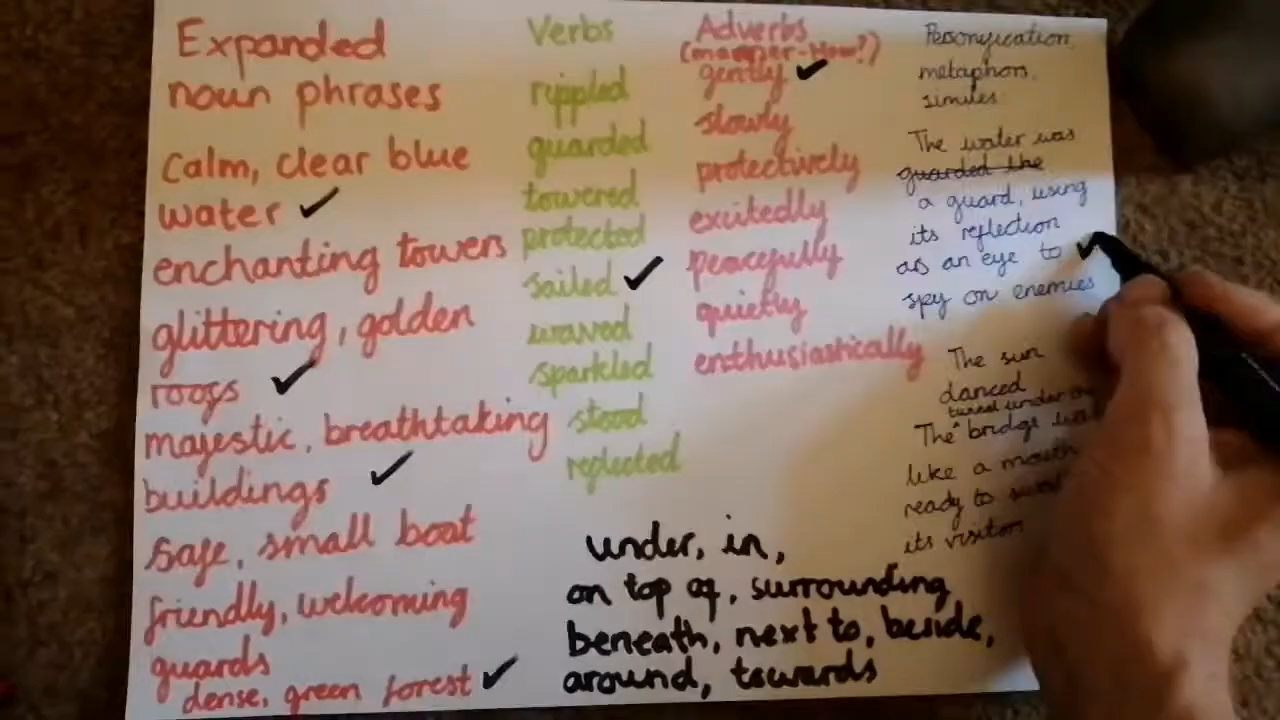 Expanded
noun phrases
calm, clear blue
water
enchanting towers
glittering, golden
roofs
majestic, breathtaking
buildings
safe, small boat
friendly, welcoming
guards
dense, green forest
Verbs
rippled
guarded
towered
protected
sailed
waved
sparkled
stood
reflected
Adverbs
(manner-How?)
gently
slowly
protectively
excitedly
peacefully
quietly
enthusiastically
Personification,
metaphors,
similes
The water was
guarded the
a guard, using
its reflection
as an eye to
spy on enemies
The sun
danced
tunnel under
The bridge
like a mouth
ready to
its visitor
under, in,
on top of, surrounding
beneath, next to, beside,
around, towards